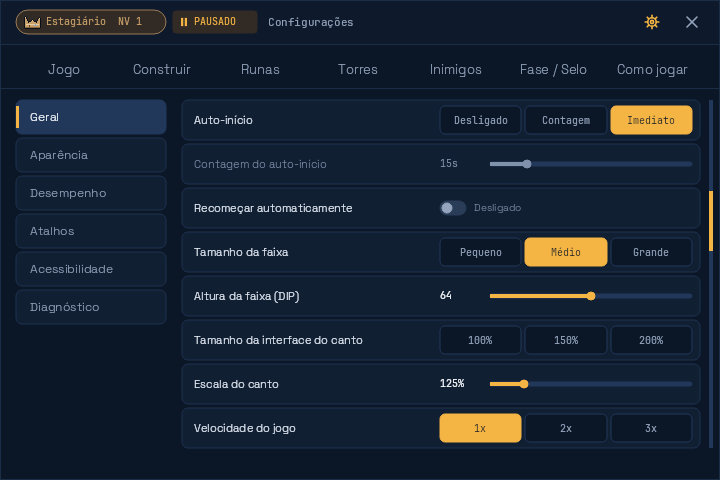 Estagiário NV 1 PAUSADO Configurações
Jogo Construir Runas Torres Inimigos Fase / Selo Como jogar
Geral
Aparência
Desempenho
Atalhos
Acessibilidade
Diagnóstico
Auto-início Desligado Contagem Imediato
Contagem do auto-início 15s
Recomeçar automaticamente Desligado
Tamanho da faixa Pequeno Médio Grande
Altura da faixa (DIP) 64
Tamanho da interface do canto 100% 150% 200%
Escala do canto 125%
Velocidade do jogo 1x 2x 3x